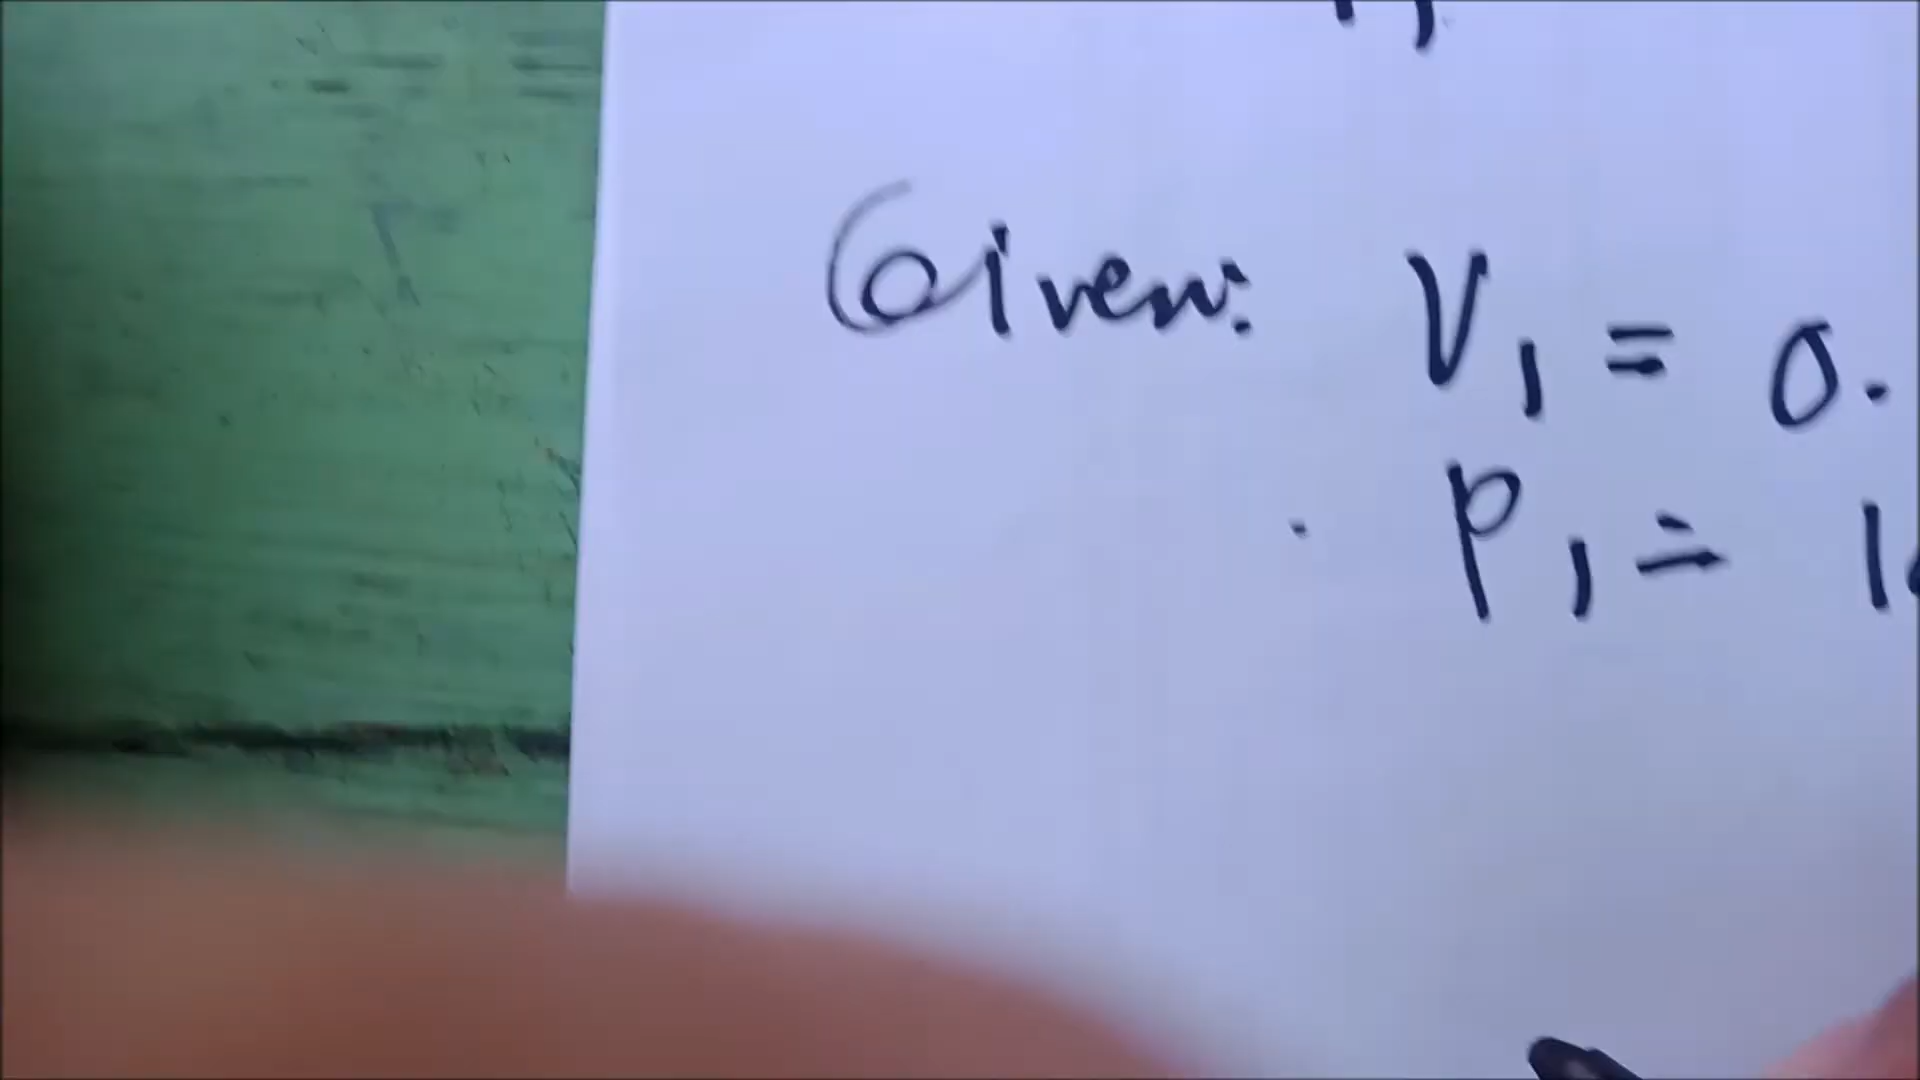 Given: V₁ = 0.
P₁ = 1